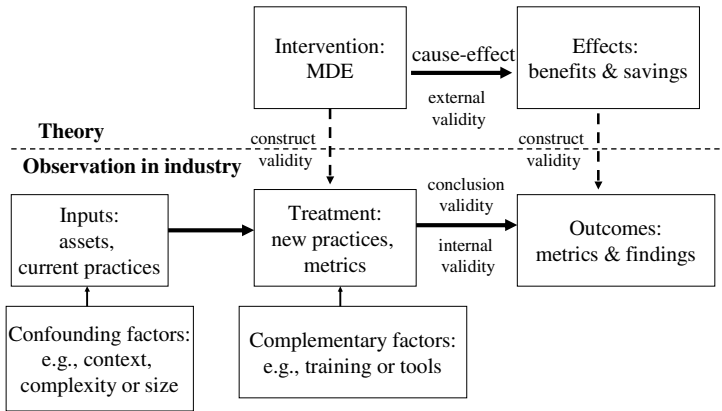 Intervention:
MDE
cause-effect
external
validity
Effects:
benefits & savings
Theory
construct
validity
construct
validity
Observation in industry
Inputs:
assets,
current practices
Treatment:
new practices,
metrics
conclusion
validity
internal
validity
Outcomes:
metrics & findings
Confounding factors:
e.g., context,
complexity or size
Complementary factors:
e.g., training or tools